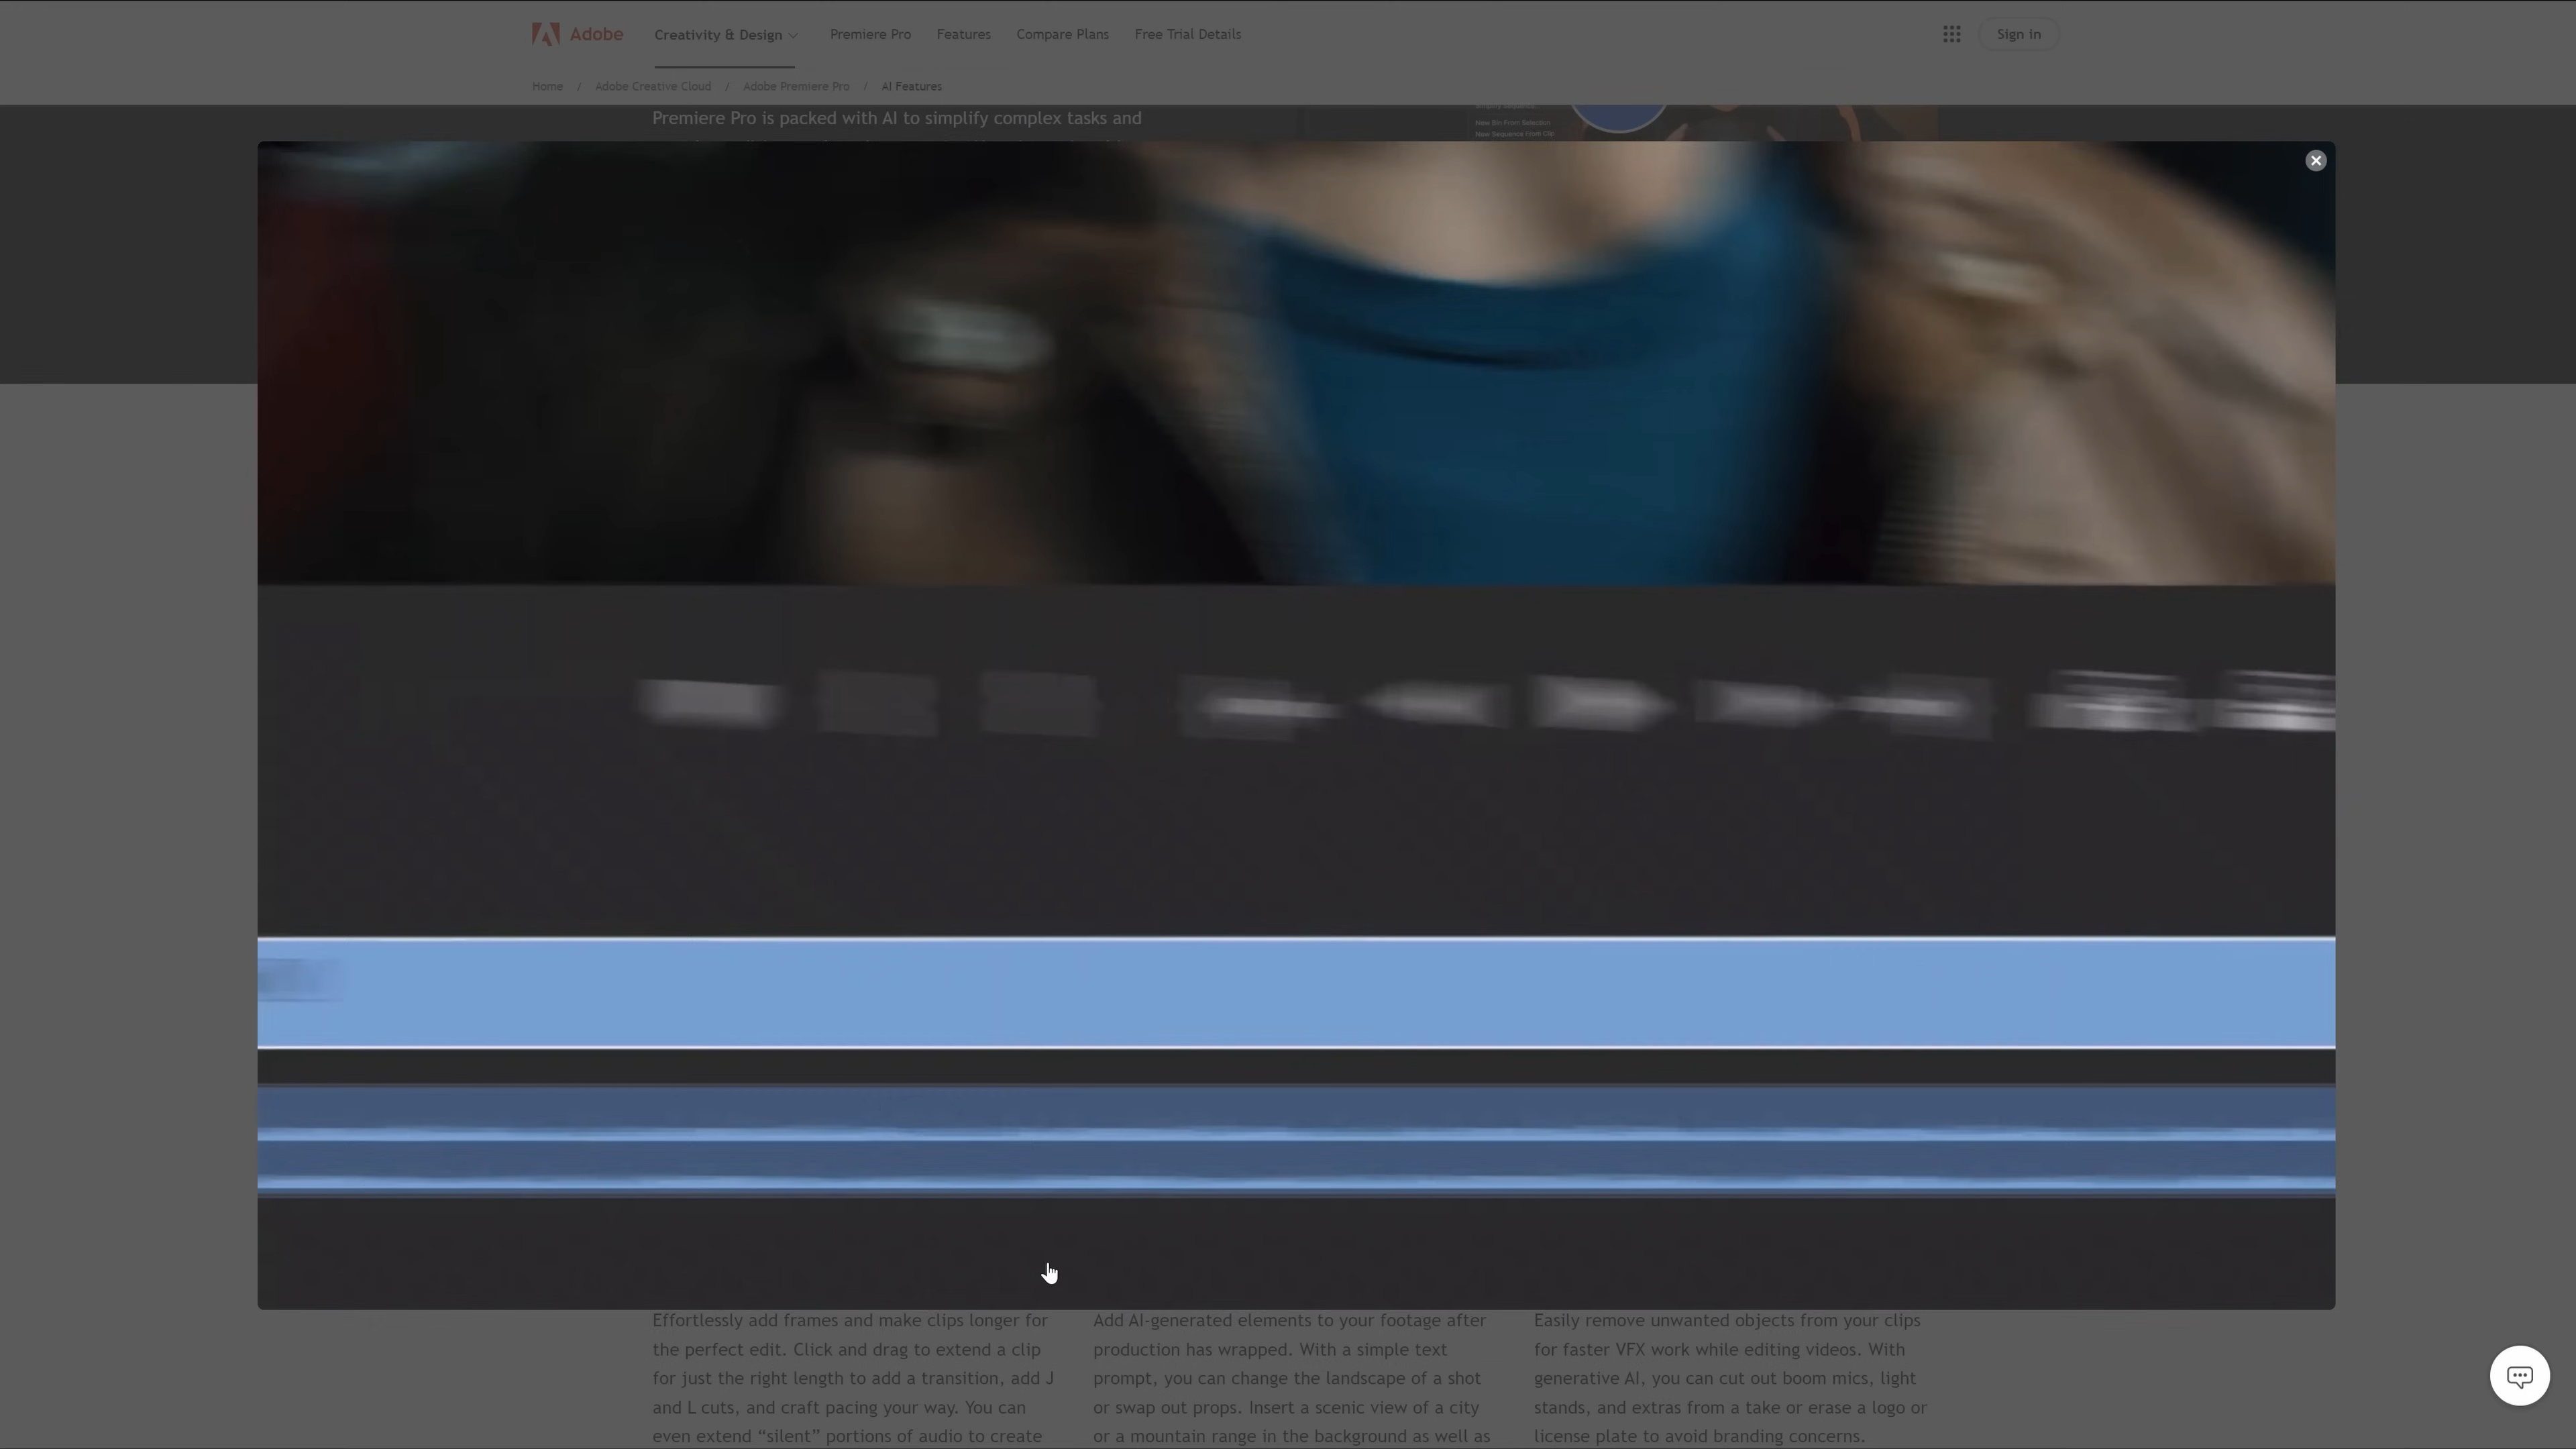 Adobe
Creativity & Design
Premiere Pro
Features
Compare Plans
Free Trial Details
Sign in
Home / Adobe Creative Cloud / Adobe Premiere Pro / AI Features
Premiere Pro is packed with AI to simplify complex tasks and
New Bin From Selection
New Sequence From Clip
Effortlessly add frames and make clips longer for
the perfect edit. Click and drag to extend a clip
for just the right length to add a transition, add J
and L cuts, and craft pacing your way. You can
even extend “silent” portions of audio to create
Add AI-generated elements to your footage after
production has wrapped. With a simple text
prompt, you can change the landscape of a shot
or swap out props. Insert a scenic view of a city
or a mountain range in the background as well as
Easily remove unwanted objects from your clips
for faster VFX work while editing videos. With
generative AI, you can cut out boom mics, light
stands, and extras from a take or erase a logo or
license plate to avoid branding concerns.